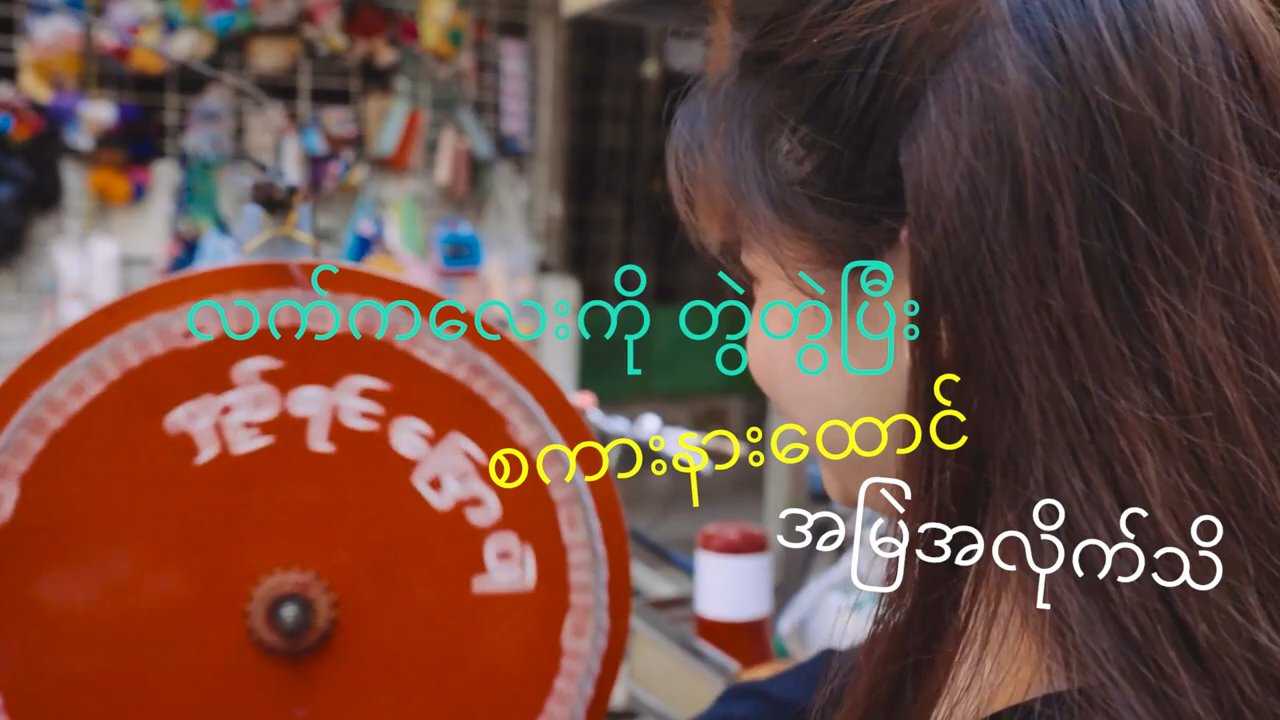 လက်ကလေးကို တွဲတွဲပြီး
စကားနားထောင်
အမြဲအလိုက်သိ